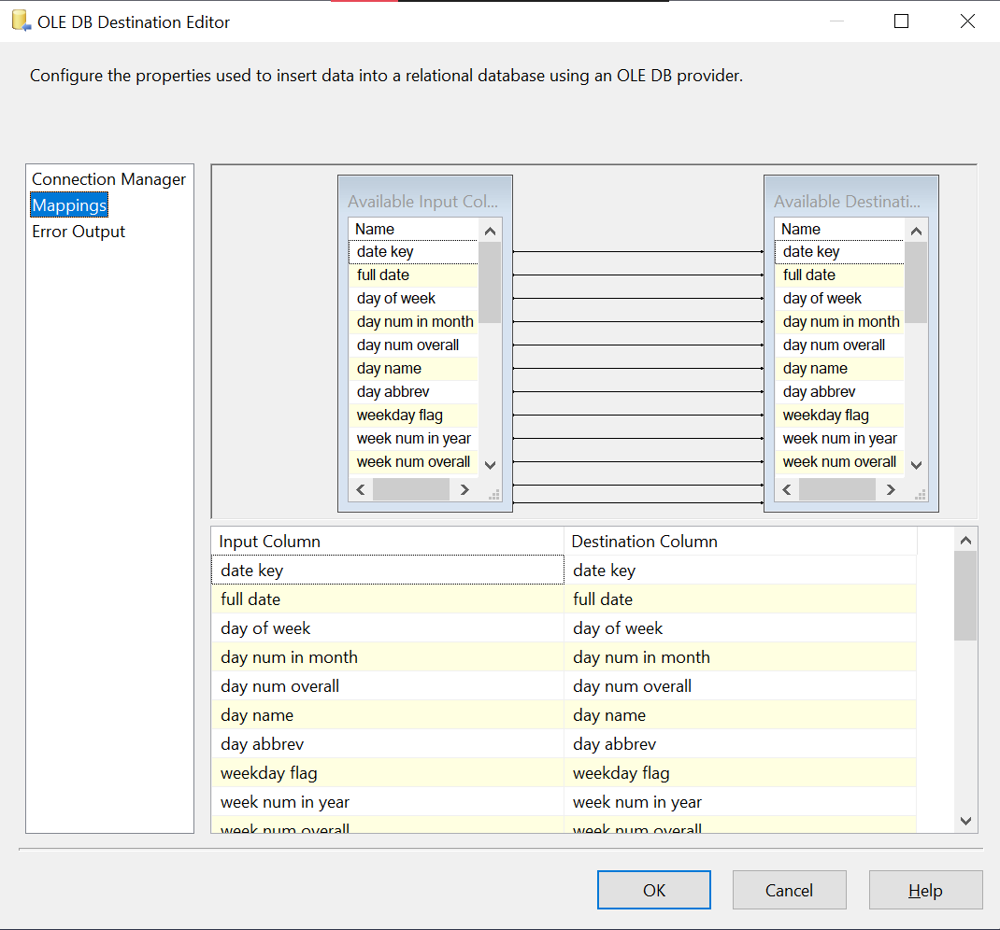 OLE DB Destination Editor
Configure the properties used to insert data into a relational database using an OLE DB provider.
Connection Manager
Mappings
Error Output
Available Input Col...
Name
date key
full date
day of week
day num in month
day num overall
day name
day abbrev
weekday flag
week num in year
week num overall
Available Destinati...
Name
date key
full date
day of week
day num in month
day num overall
day name
day abbrev
weekday flag
week num in year
week num overall
Input Column Destination Column
date key date key
full date full date
day of week day of week
day num in month day num in month
day num overall day num overall
day name day name
day abbrev day abbrev
weekday flag weekday flag
week num in year week num in year
week num overall week num overall
OK Cancel Help